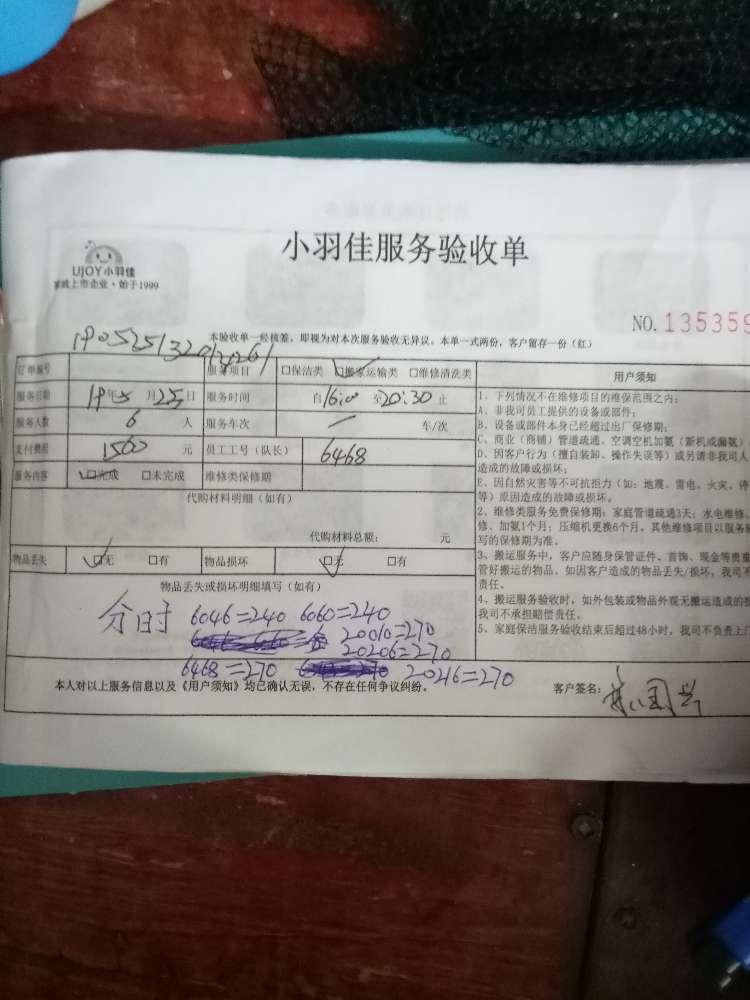 小羽佳服务验收单
UJOY小羽佳
家政上市企业·始于1999
NO. 135359
本验收单一经核签，即视为对本次服务验收无异议。本单一式两份，客户留存一份（红）
订单编号 服务项目 □保洁类 □搬家运输类 □维修清洗类
服务日期 19年5月25日 服务时间 自16:00至20:30止
服务人数 6 人 服务车次 车/次
支付费用 1560 元 员工工号（队长） 6468
服务内容 □完成 □未完成 维修类保修期
代购材料明细（如有）
代购材料总额： 元
物品丢失 □无 □有 物品损坏 □无 □有
物品丢失或损坏明细填写（如有）
分时 6046=240 6060=240
20010=270
20206=270
6468=270 20216=270
本人对以上服务信息以及《用户须知》均已确认无误，不存在任何争议纠纷。
客户签名：
用户须知
1、下列情况不在维修项目的维保范围之内：
A、非我司员工提供的设备或部件；
B、设备或部件本身已经超过出厂保修期；
C、商业（商铺）管道疏通、空调空机加氨（新机或漏氨）
D、因客户行为（擅自装卸、操作失误等）或另请非我司人
造成的故障或损坏；
E、因自然灾害等不可抗拒力（如：地震、雷电、火灾、停
等）原因造成的故障或损坏。
2、维修类服务免费保修期：家庭管道疏通3天；水电维修、
修、加氨1个月；压缩机更换6个月。其他维修项目以服务
写的保修期为准。
3、搬运服务中，客户应随身保管证件、首饰、现金等贵重
管好搬运的物品。如因客户造成的物品丢失/损坏，我司不
责任。
4、搬运服务验收时，如外包装或物品外观无搬运造成的
我司不承担赔偿责任。
5、家庭保洁服务验收结束后超过48小时，我司不负责上门